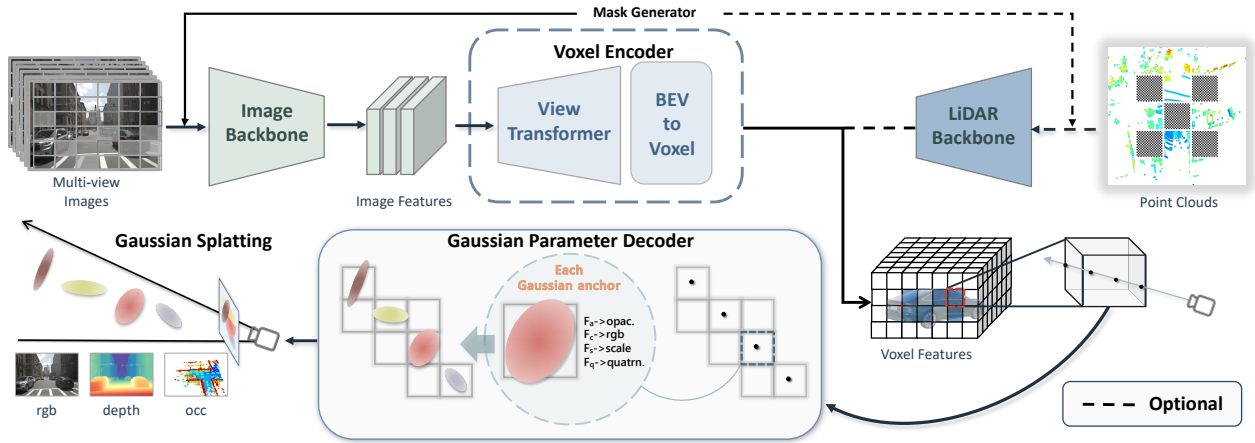 Mask Generator
Voxel Encoder
Image
Backbone
View
Transformer
BEV
to
Voxel
LiDAR
Backbone
Multi-view
Images
Image Features
Point Clouds
Gaussian Splatting
Gaussian Parameter Decoder
Each
Gaussian anchor
Fa->opac.
Fc->rgb
Fs->scale
Fq->quatrn.
Voxel Features
rgb
depth
occ
Optional